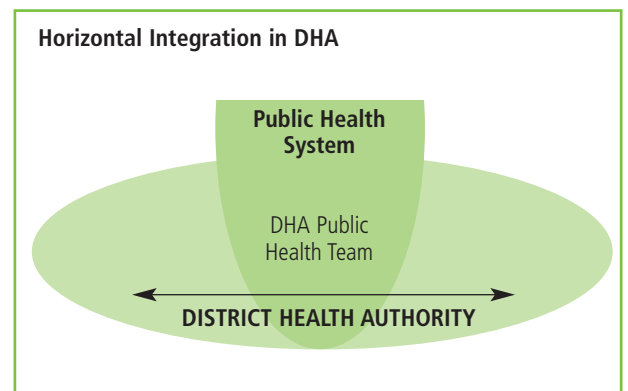 Horizontal Integration in DHA
Public Health
System
DHA Public
Health Team
DISTRICT HEALTH AUTHORITY